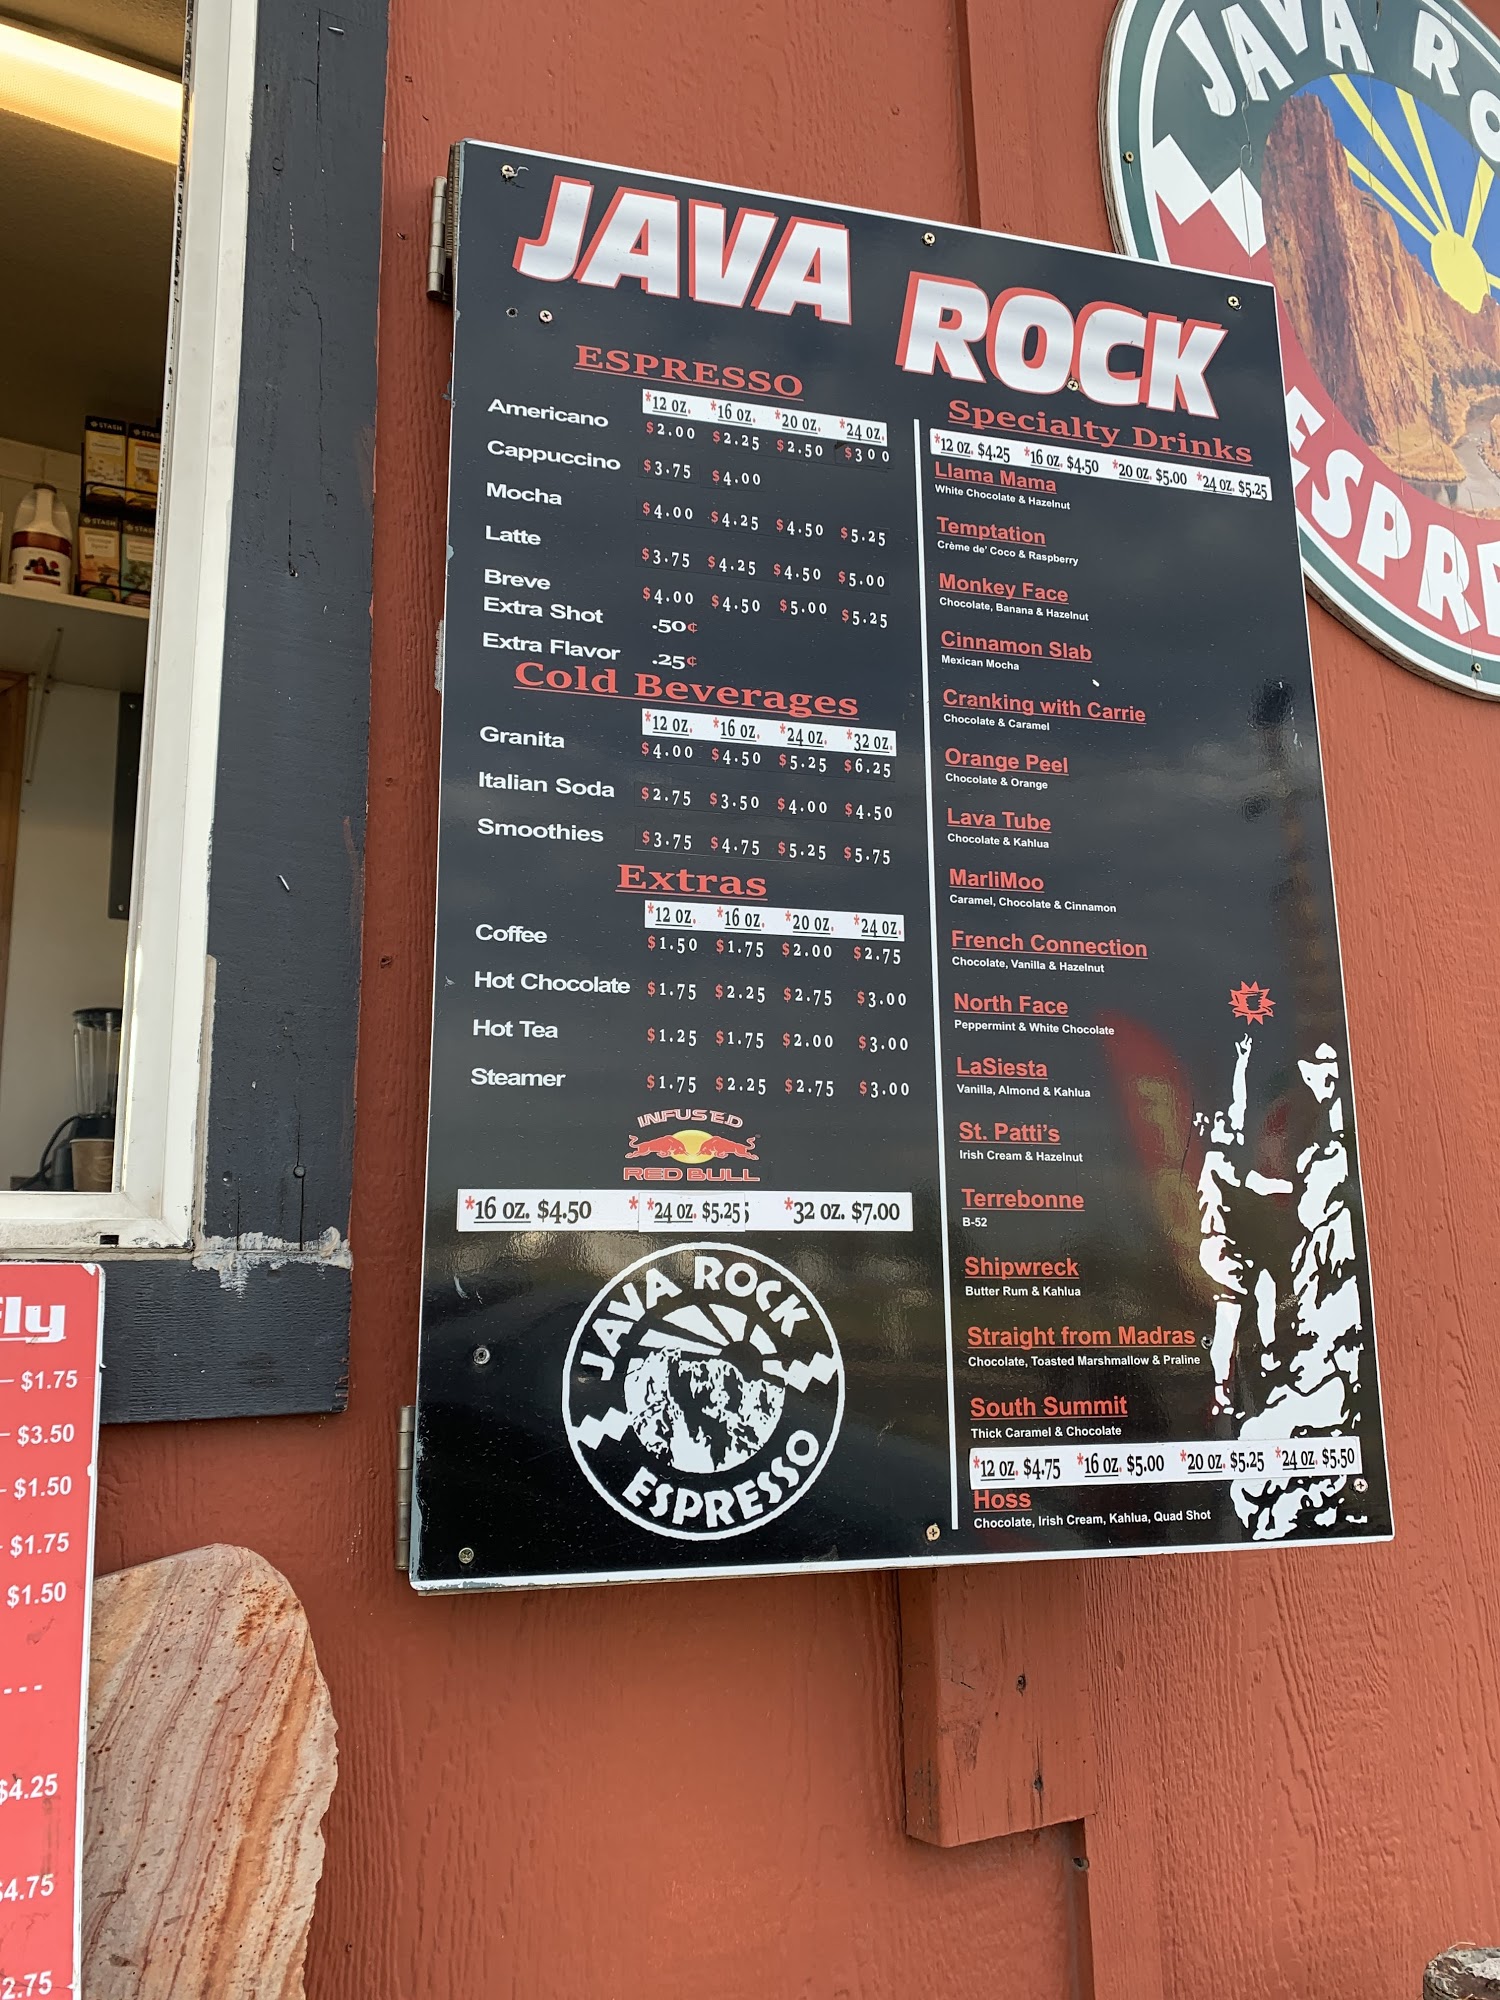 JAVA ROCK
ESPRESSO
*12 oz. *16 oz. *20 oz. *24 oz.
Americano $2.00 $2.25 $2.50 $3 0 0
Cappuccino $3.75 $4.00
Mocha $4.00 $4.25 $4.50 $5.25
Latte $3.75 $4.25 $4.50 $5.00
Breve $4.00 $4.50 $5.00 $5.25
Extra Shot .50¢
Extra Flavor .25¢
Cold Beverages
*12 oz. *16 oz. *24 oz. *32 oz.
Granita $4.00 $4.50 $5.25 $6.25
Italian Soda $2.75 $3.50 $4.00 $4.50
Smoothies $3.75 $4.75 $5.25 $5.75
Extras
*12 oz. *16 oz. *20 oz. *24 oz.
Coffee $1.50 $1.75 $2.00 $2.75
Hot Chocolate $1.75 $2.25 $2.75 $3.00
Hot Tea $1.25 $1.75 $2.00 $3.00
Steamer $1.75 $2.25 $2.75 $3.00
INFUSED
RED BULL
*16 oz. $4.50 * *24 oz. $5.25 *32 oz. $7.00
JAVA ROCK
ESPRESSO
Specialty Drinks
*12 oz. $4.25 *16 oz. $4.50 *20 oz. $5.00 *24 oz. $5.25
Llama Mama
White Chocolate & Hazelnut
Temptation
Crème de' Coco & Raspberry
Monkey Face
Chocolate, Banana & Hazelnut
Cinnamon Slab
Mexican Mocha
Cranking with Carrie
Chocolate & Caramel
Orange Peel
Chocolate & Orange
Lava Tube
Chocolate & Kahlua
MarliMoo
Caramel, Chocolate & Cinnamon
French Connection
Chocolate, Vanilla & Hazelnut
North Face
Peppermint & White Chocolate
LaSiesta
Vanilla, Almond & Kahlua
St. Patti's
Irish Cream & Hazelnut
Terrebonne
B-52
Shipwreck
Butter Rum & Kahlua
Straight from Madras
Chocolate, Toasted Marshmallow & Praline
South Summit
Thick Caramel & Chocolate
*12 oz. $4.75 *16 oz. $5.00 *20 oz. $5.25 *24 oz. $5.50
Hoss
Chocolate, Irish Cream, Kahlua, Quad Shot
JAVA RO
ESPRE
STASH STASH
STASH STASH
ly
$1.75
$3.50
$1.50
$1.75
$1.50
$4.25
$4.75
2.75